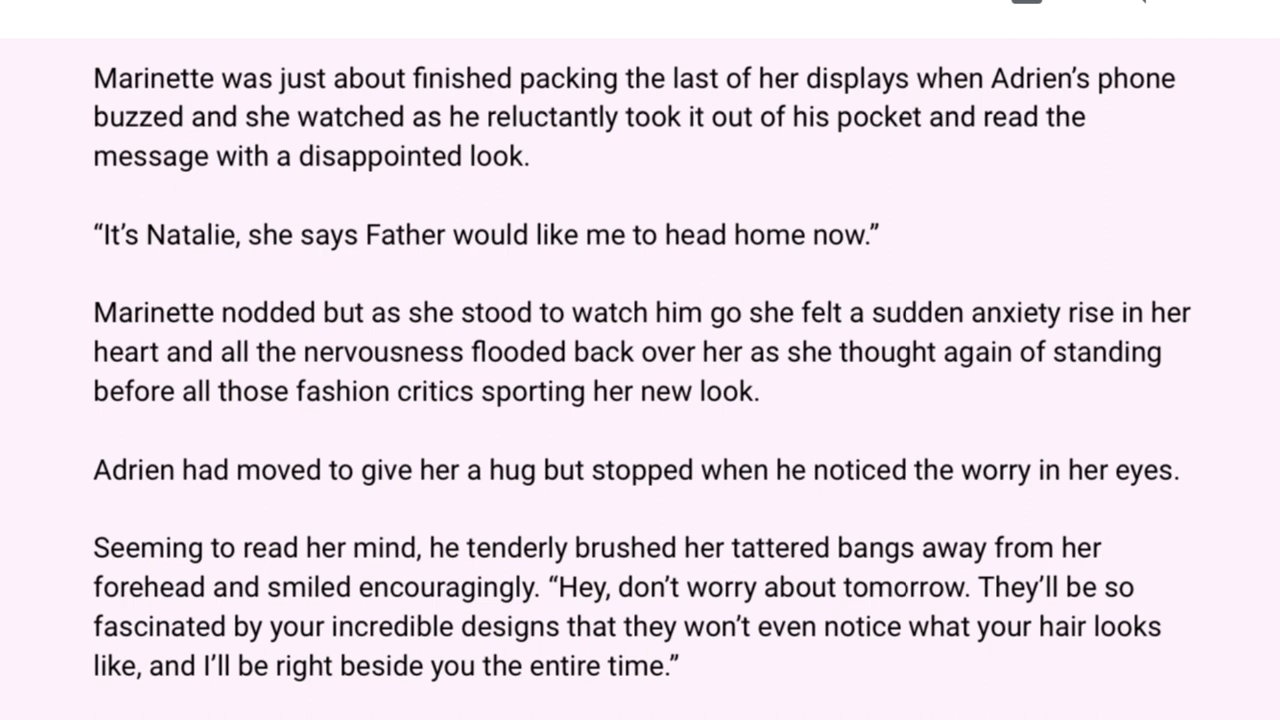 Marinette was just about finished packing the last of her displays when Adrien’s phone
buzzed and she watched as he reluctantly took it out of his pocket and read the
message with a disappointed look.
“It’s Natalie, she says Father would like me to head home now.”
Marinette nodded but as she stood to watch him go she felt a sudden anxiety rise in her
heart and all the nervousness flooded back over her as she thought again of standing
before all those fashion critics sporting her new look.
Adrien had moved to give her a hug but stopped when he noticed the worry in her eyes.
Seeming to read her mind, he tenderly brushed her tattered bangs away from her
forehead and smiled encouragingly. “Hey, don’t worry about tomorrow. They’ll be so
fascinated by your incredible designs that they won’t even notice what your hair looks
like, and I’ll be right beside you the entire time.”